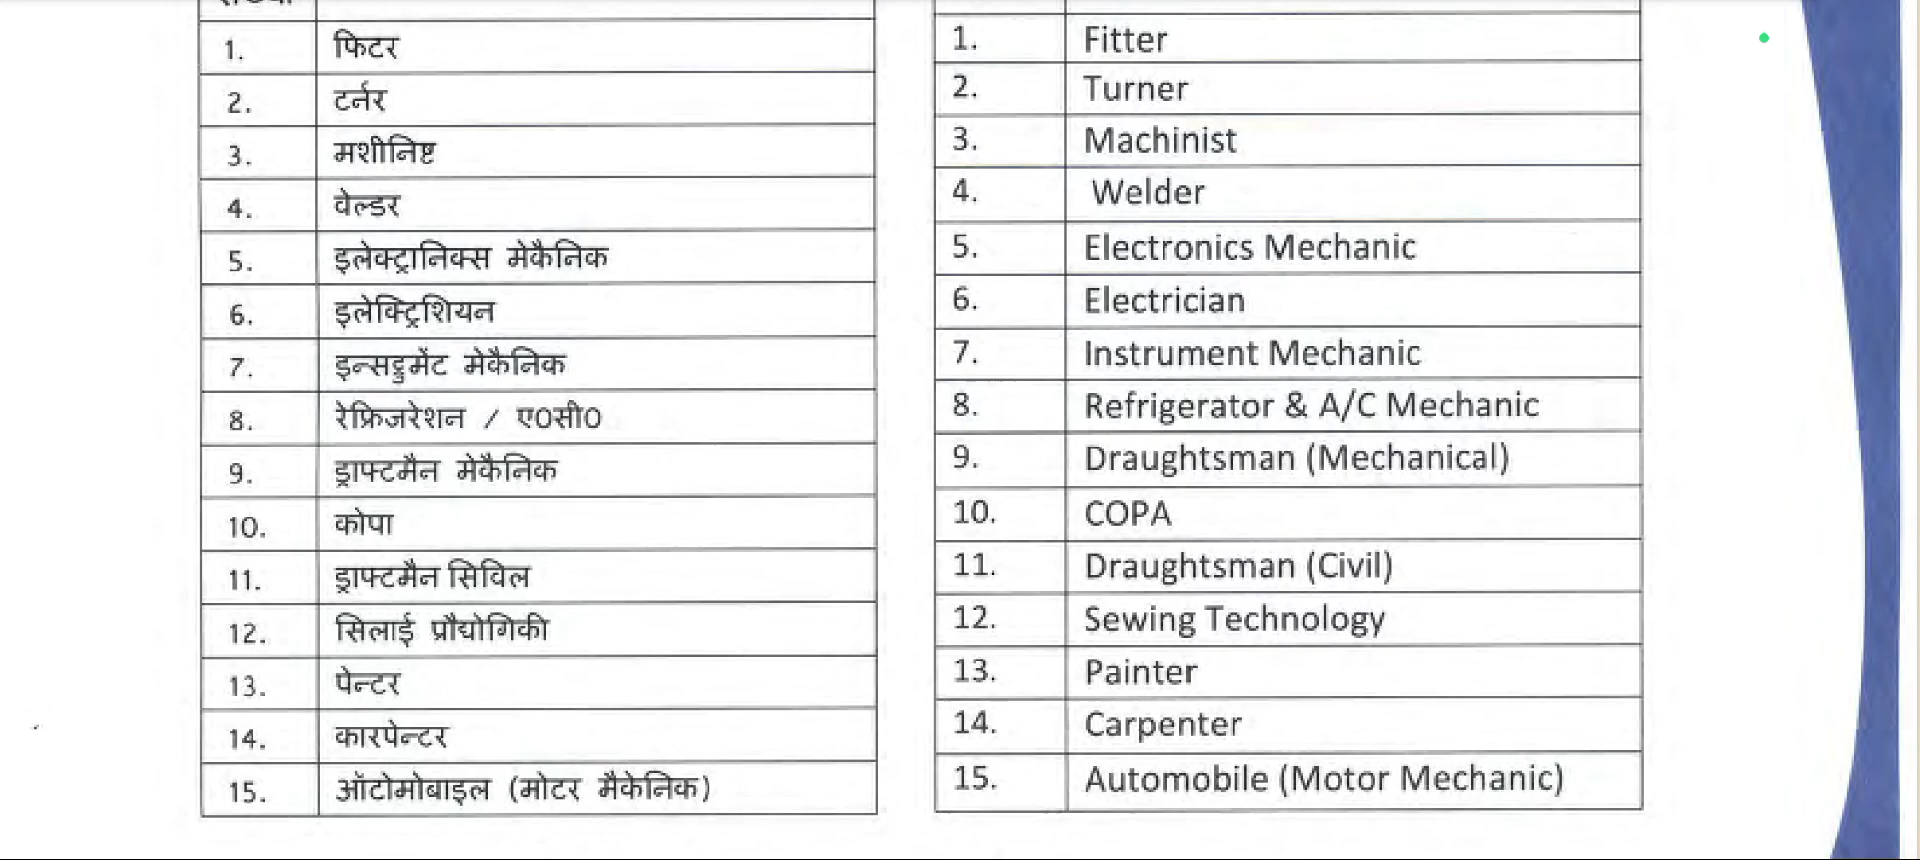 1. फिटर
2. टर्नर
3. मशीनिष्ट
4. वेल्डर
5. इलेक्ट्रानिक्स मेकैनिक
6. इलेक्ट्रिशियन
7. इन्सट्रुमेंट मेकैनिक
8. रेफ्रिजरेशन / ए0सी0
9. ड्राफ्टमैन मेकैनिक
10. कोपा
11. ड्राफ्टमैन सिविल
12. सिलाई प्रौद्योगिकी
13. पेन्टर
14. कारपेन्टर
15. ऑटोमोबाइल (मोटर मैकेनिक)
1. Fitter
2. Turner
3. Machinist
4. Welder
5. Electronics Mechanic
6. Electrician
7. Instrument Mechanic
8. Refrigerator & A/C Mechanic
9. Draughtsman (Mechanical)
10. COPA
11. Draughtsman (Civil)
12. Sewing Technology
13. Painter
14. Carpenter
15. Automobile (Motor Mechanic)